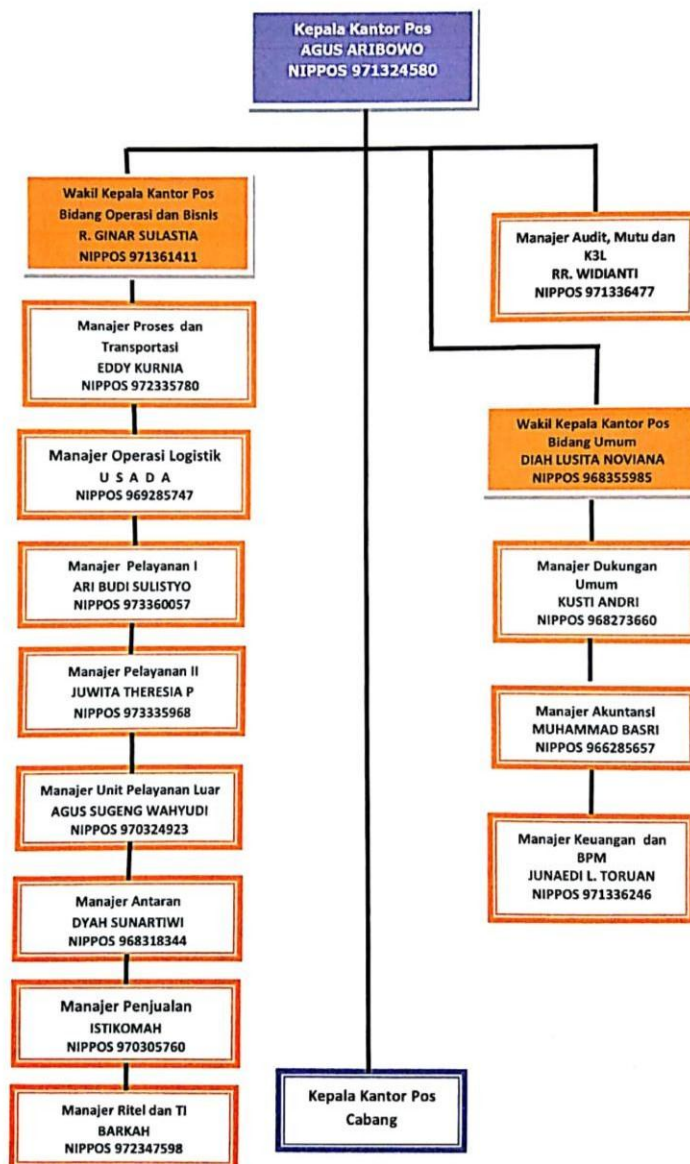 Kepala Kantor Pos
AGUS ARIBOWO
NIPPOS 971324580
Wakil Kepala Kantor Pos
Bidang Operasi dan Bisnis
R. GINAR SULASTIA
NIPPOS 971361411
Manajer Proses dan
Transportasi
EDDY KURNIA
NIPPOS 972335780
Manajer Operasi Logistik
U S A D A
NIPPOS 969285747
Manajer Pelayanan I
ARI BUDI SULISTYO
NIPPOS 973360057
Manajer Pelayanan II
JUWITA THERESIA P
NIPPOS 973335968
Manajer Unit Pelayanan Luar
AGUS SUGENG WAHYUDI
NIPPOS 970324923
Manajer Antaran
DYAH SUNARTIWI
NIPPOS 968318344
Manajer Penjualan
ISTIKOMAH
NIPPOS 970305760
Manajer Ritel dan TI
BARKAH
NIPPOS 972347598
Kepala Kantor Pos
Cabang
Manajer Audit, Mutu dan
K3L
RR. WIDIANTI
NIPPOS 971336477
Wakil Kepala Kantor Pos
Bidang Umum
DIAH LUSITA NOVIANA
NIPPOS 968355985
Manajer Dukungan
Umum
KUSTI ANDRI
NIPPOS 968273660
Manajer Akuntansi
MUHAMMAD BASRI
NIPPOS 966285657
Manajer Keuangan dan
BPM
JUNAEDI L. TORUAN
NIPPOS 971336246